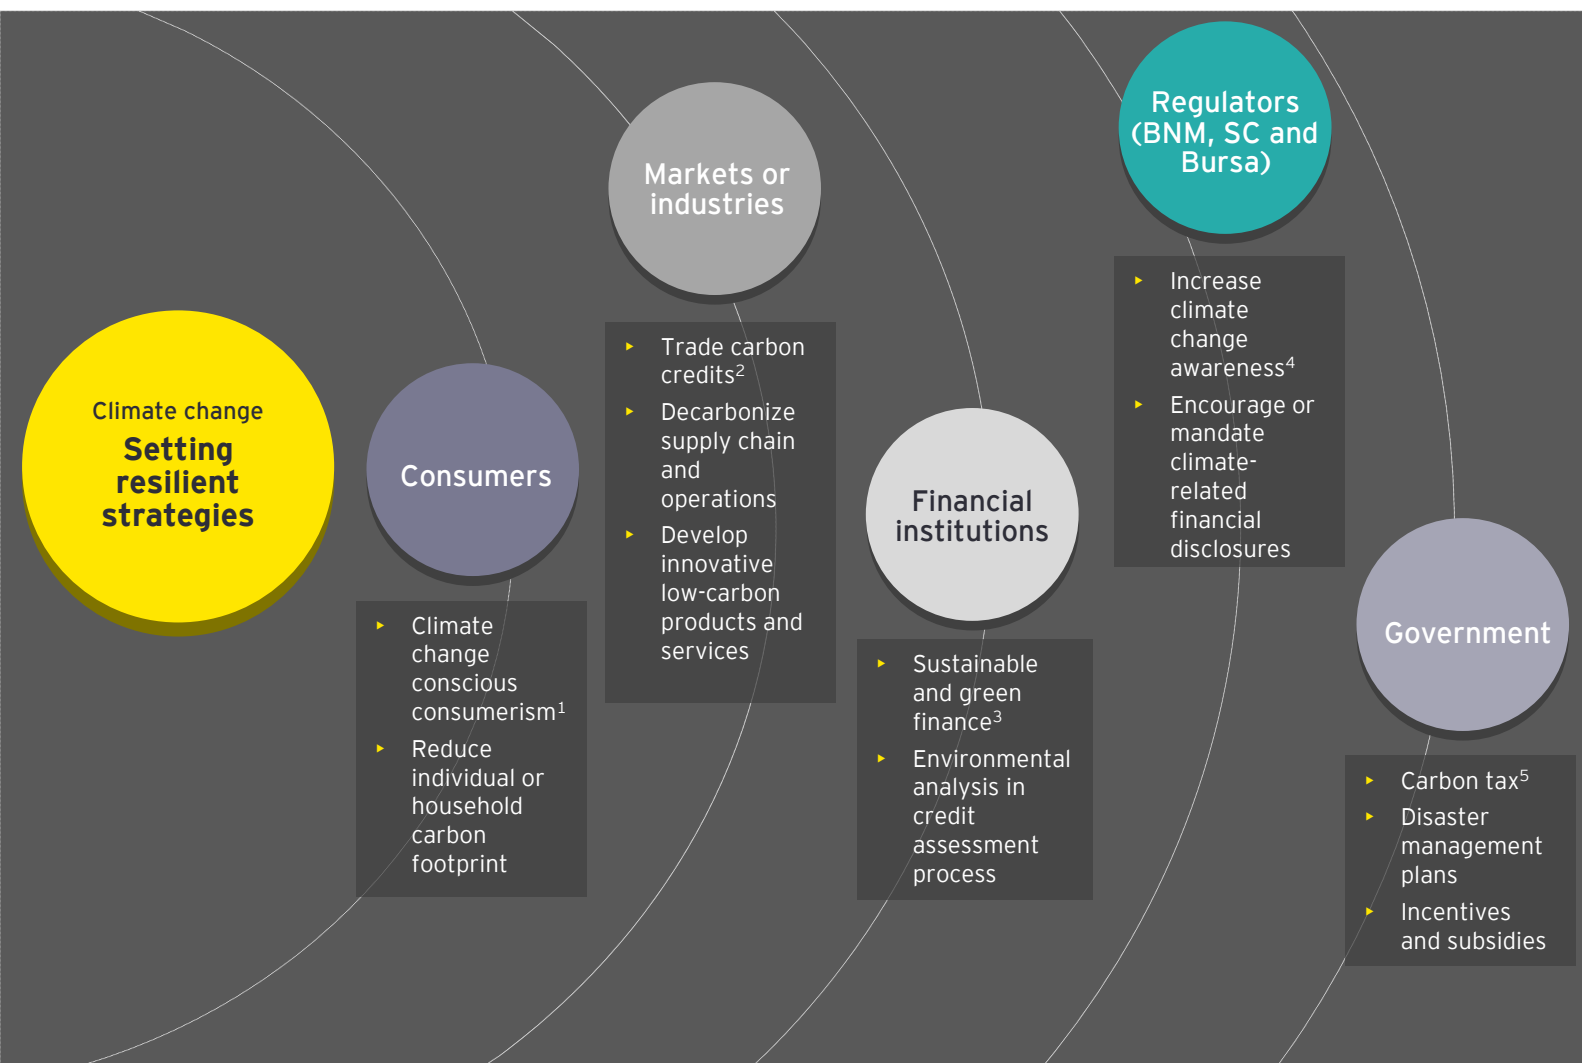 Climate change
Setting
resilient
strategies
Consumers
▸ Climate
change
conscious
consumerism¹
▸ Reduce
individual or
household
carbon
footprint
Markets or
industries
▸ Trade carbon
credits²
▸ Decarbonize
supply chain
and
operations
▸ Develop
innovative
low-carbon
products and
services
Financial
institutions
▸ Sustainable
and green
finance³
▸ Environmental
analysis in
credit
assessment
process
Regulators
(BNM, SC and
Bursa)
▸ Increase
climate
change
awareness⁴
▸ Encourage or
mandate
climate-
related
financial
disclosures
Government
▸ Carbon tax⁵
▸ Disaster
management
plans
▸ Incentives
and subsidies